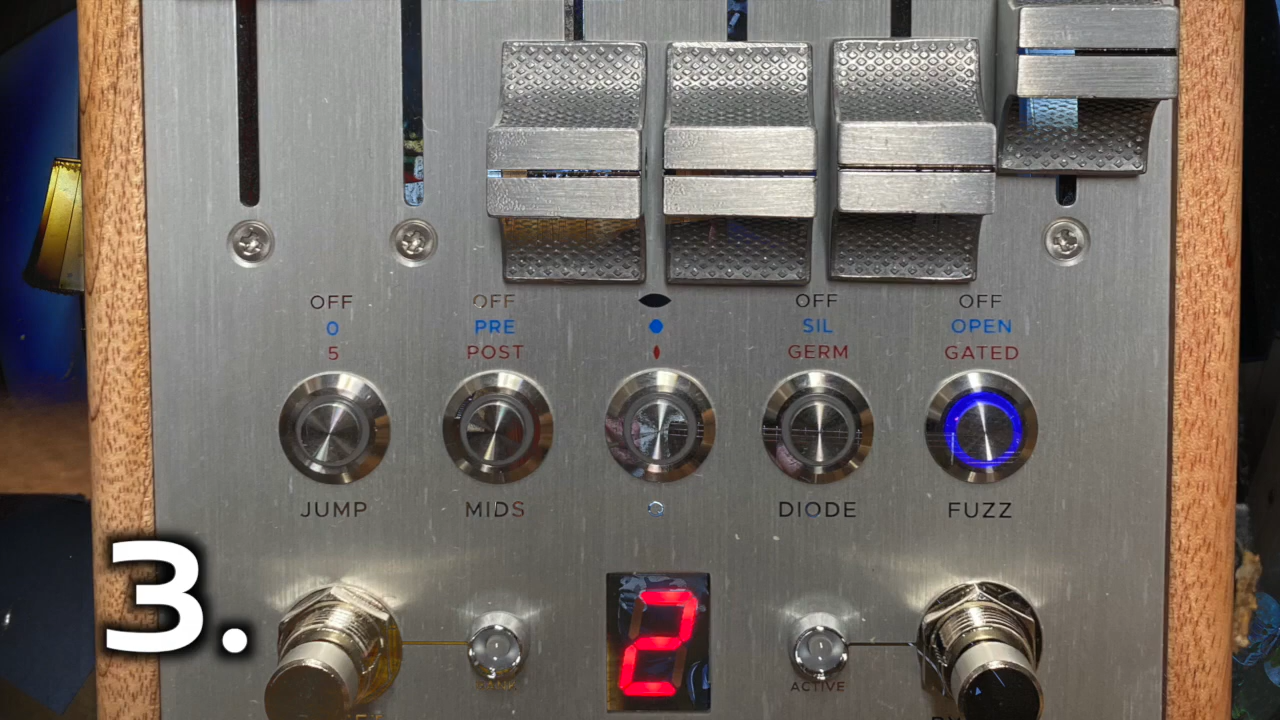 OFF OFF OFF OFF
0 PRE SIL OPEN
5 POST GERM GATED
JUMP MIDS Q DIODE FUZZ
3.
2
BANK ACTIVE